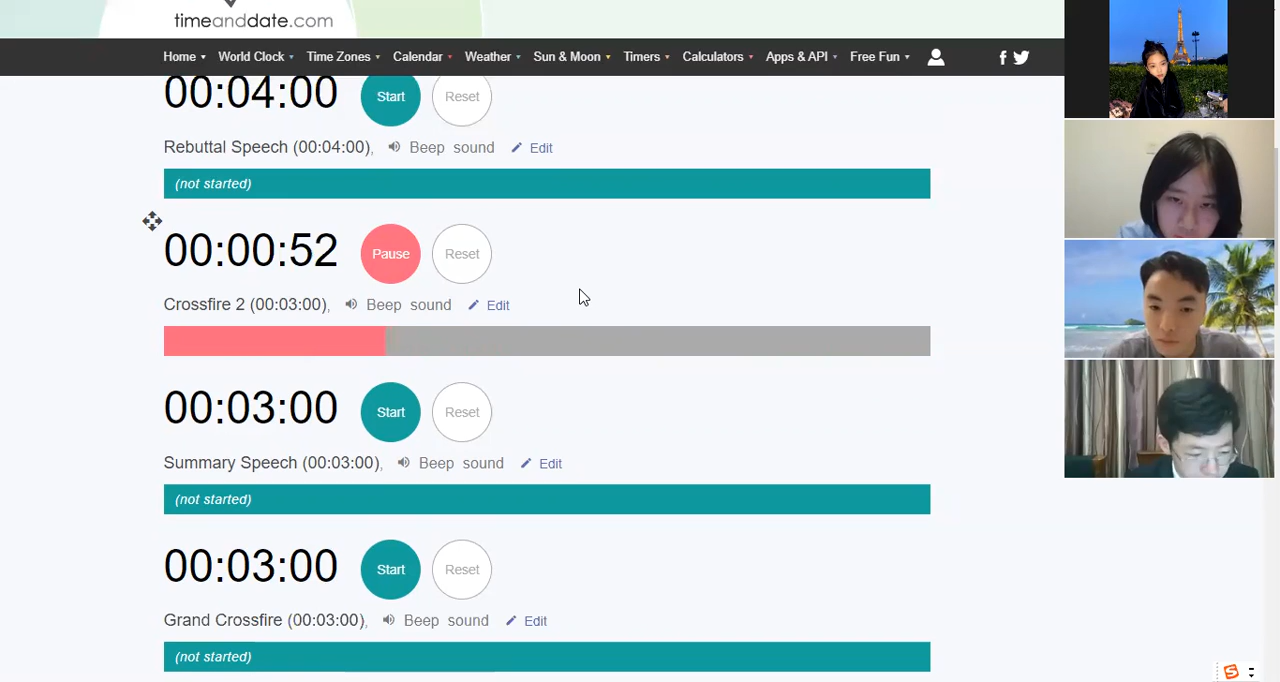 timeanddate.com
Home World Clock Time Zones Calendar Weather Sun & Moon Timers Calculators Apps & API Free Fun
00:04:00 Start Reset
Rebuttal Speech (00:04:00), Beep sound Edit
(not started)
00:00:52 Pause Reset
Crossfire 2 (00:03:00), Beep sound Edit
00:03:00 Start Reset
Summary Speech (00:03:00), Beep sound Edit
(not started)
00:03:00 Start Reset
Grand Crossfire (00:03:00), Beep sound Edit
(not started)